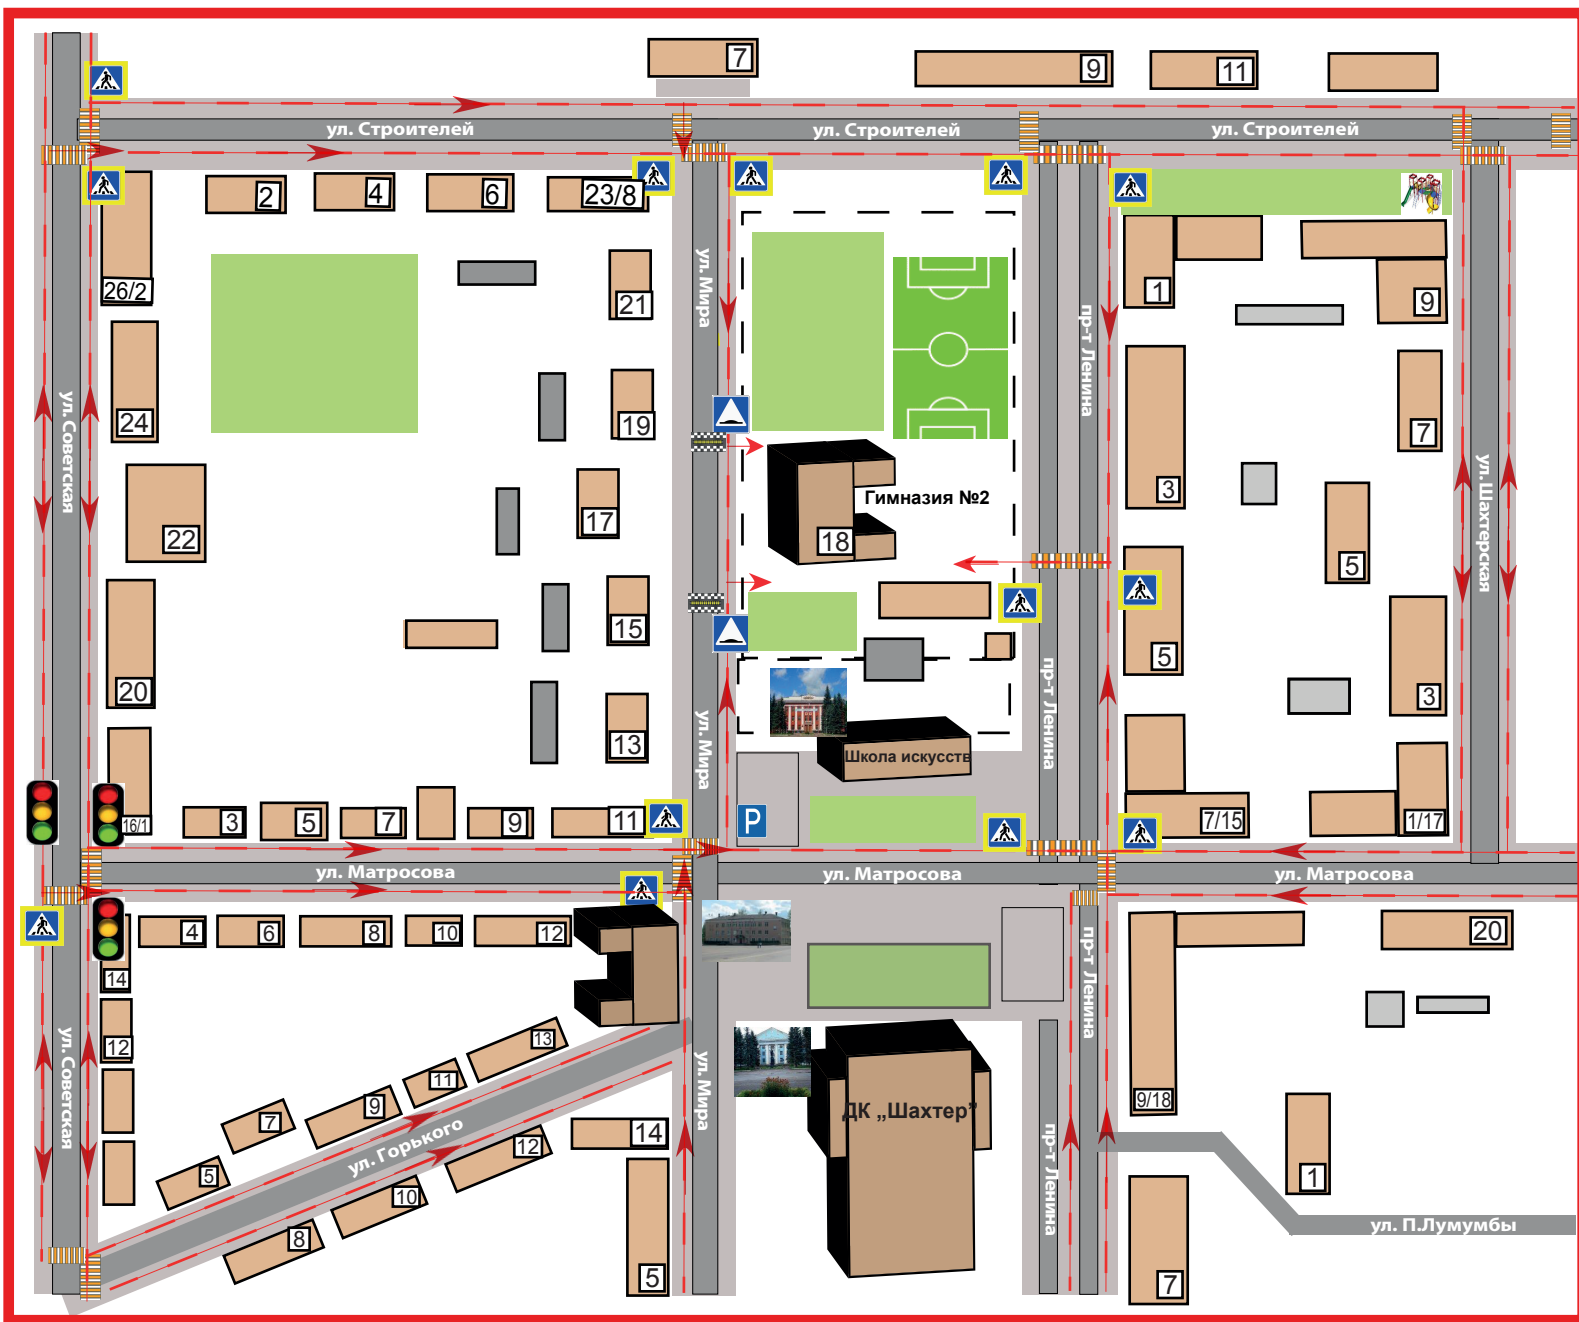 7
9
11
ул. Строителей
ул. Строителей
ул. Строителей
2
4
6
23/8
26/2
21
1
9
ул. Мира
пр-т Ленина
24
19
7
ул. Советская
ул. Шахтерская
3
Гимназия №2
17
22
18
5
15
5
20
3
13
пр-т Ленина
ул. Мира
Школа искусств
16/1
3
5
7
9
11
P
7/15
1/17
ул. Матросова
ул. Матросова
ул. Матросова
4
6
8
10
12
20
14
пр-т Ленина
12
13
ул. Советская
ул. Мира
11
9
7
9/18
ДК „Шахтер”
ул. Горького
14
12
5
пр-т Ленина
1
10
8
ул. П.Лумумбы
5
7